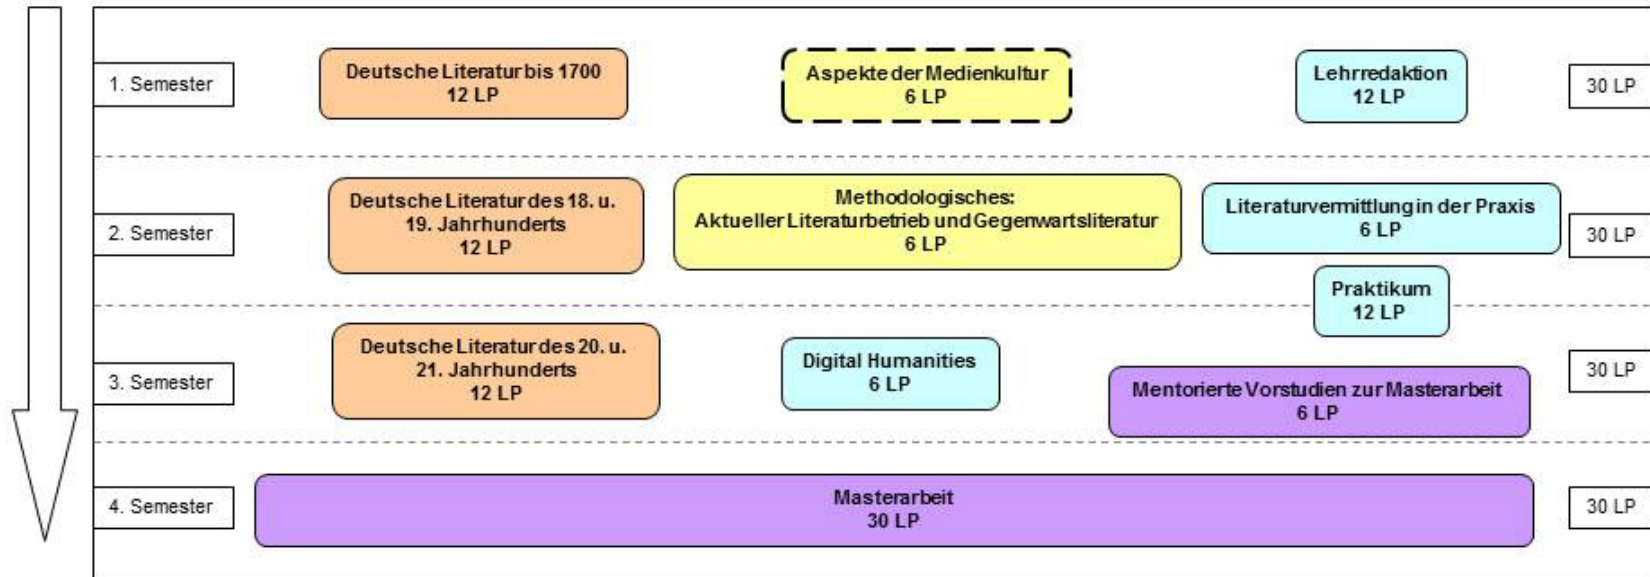 1. Semester
Deutsche Literatur bis 1700
12 LP
Aspekte der Medienkultur
6 LP
Lehrredaktion
12 LP
30 LP
2. Semester
Deutsche Literatur des 18. u.
19. Jahrhunderts
12 LP
Methodologisches:
Aktueller Literaturbetrieb und Gegenwartsliteratur
6 LP
Literaturvermittlung in der Praxis
6 LP
30 LP
Praktikum
12 LP
3. Semester
Deutsche Literatur des 20. u.
21. Jahrhunderts
12 LP
Digital Humanities
6 LP
Mentorierte Vorstudien zur Masterarbeit
6 LP
30 LP
4. Semester
Masterarbeit
30 LP
30 LP